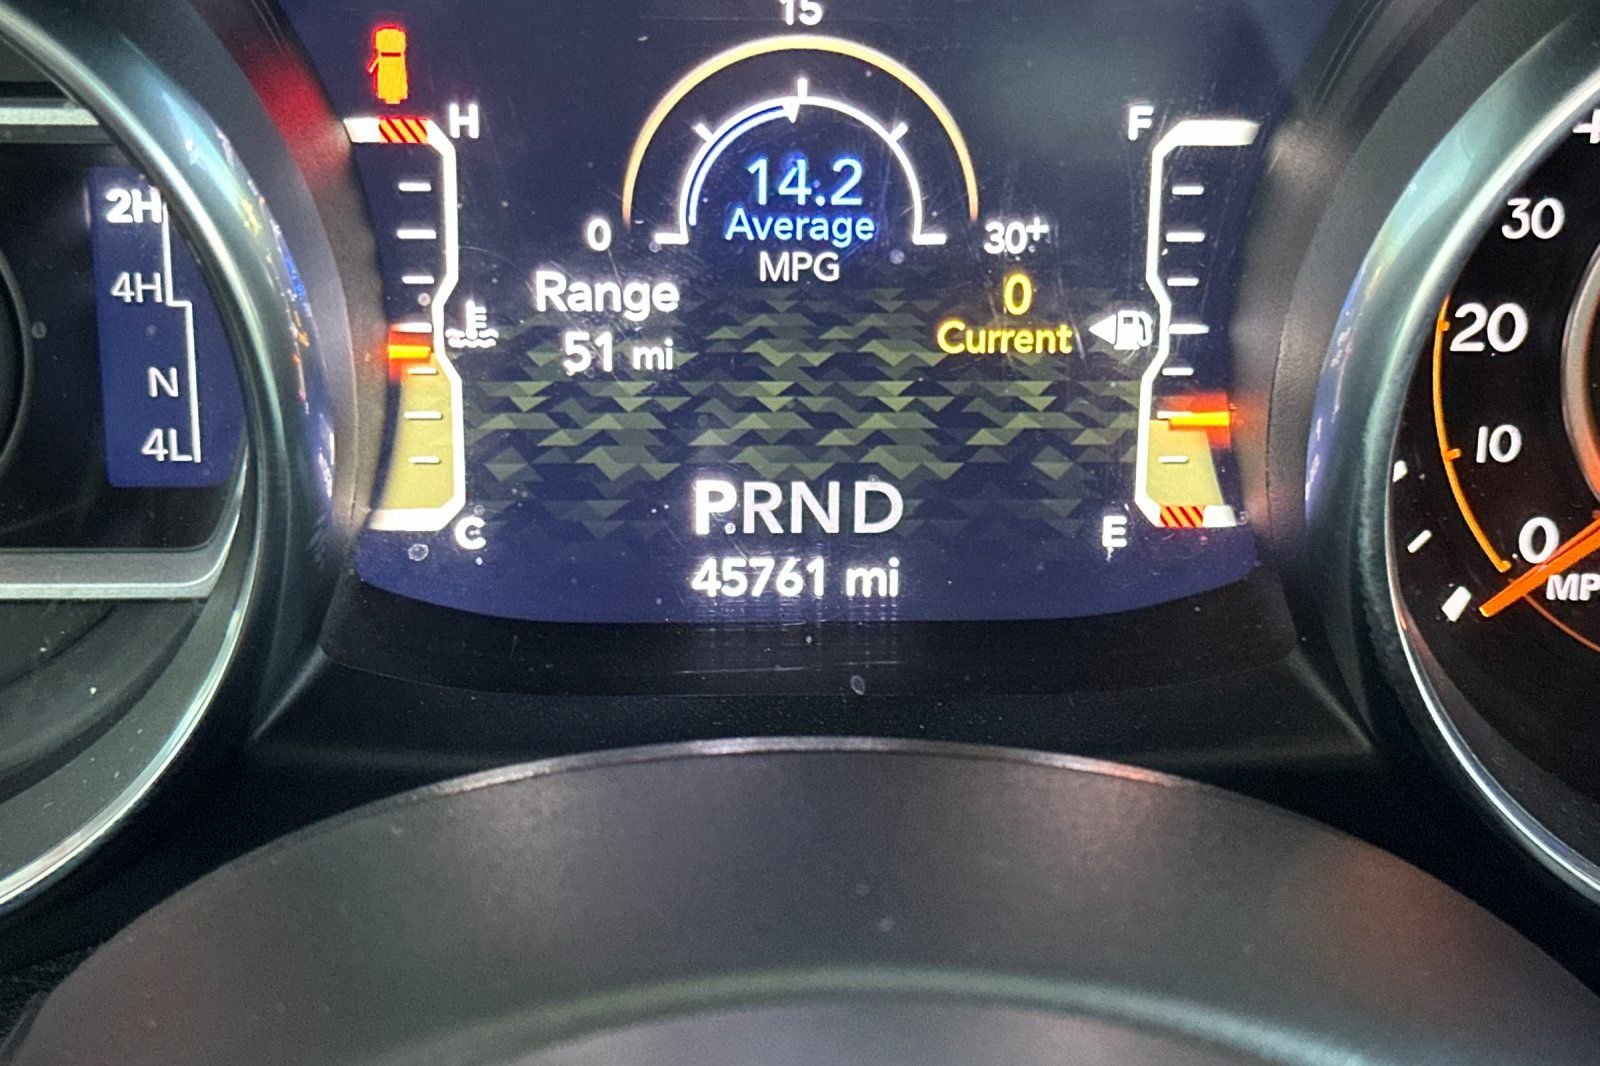 15
H
F
2H
14.2
30
Average
0
30+
MPG
4H
Range
0
20
51 mi
Current
N
10
4L
PRND
C
E
0
45761 mi